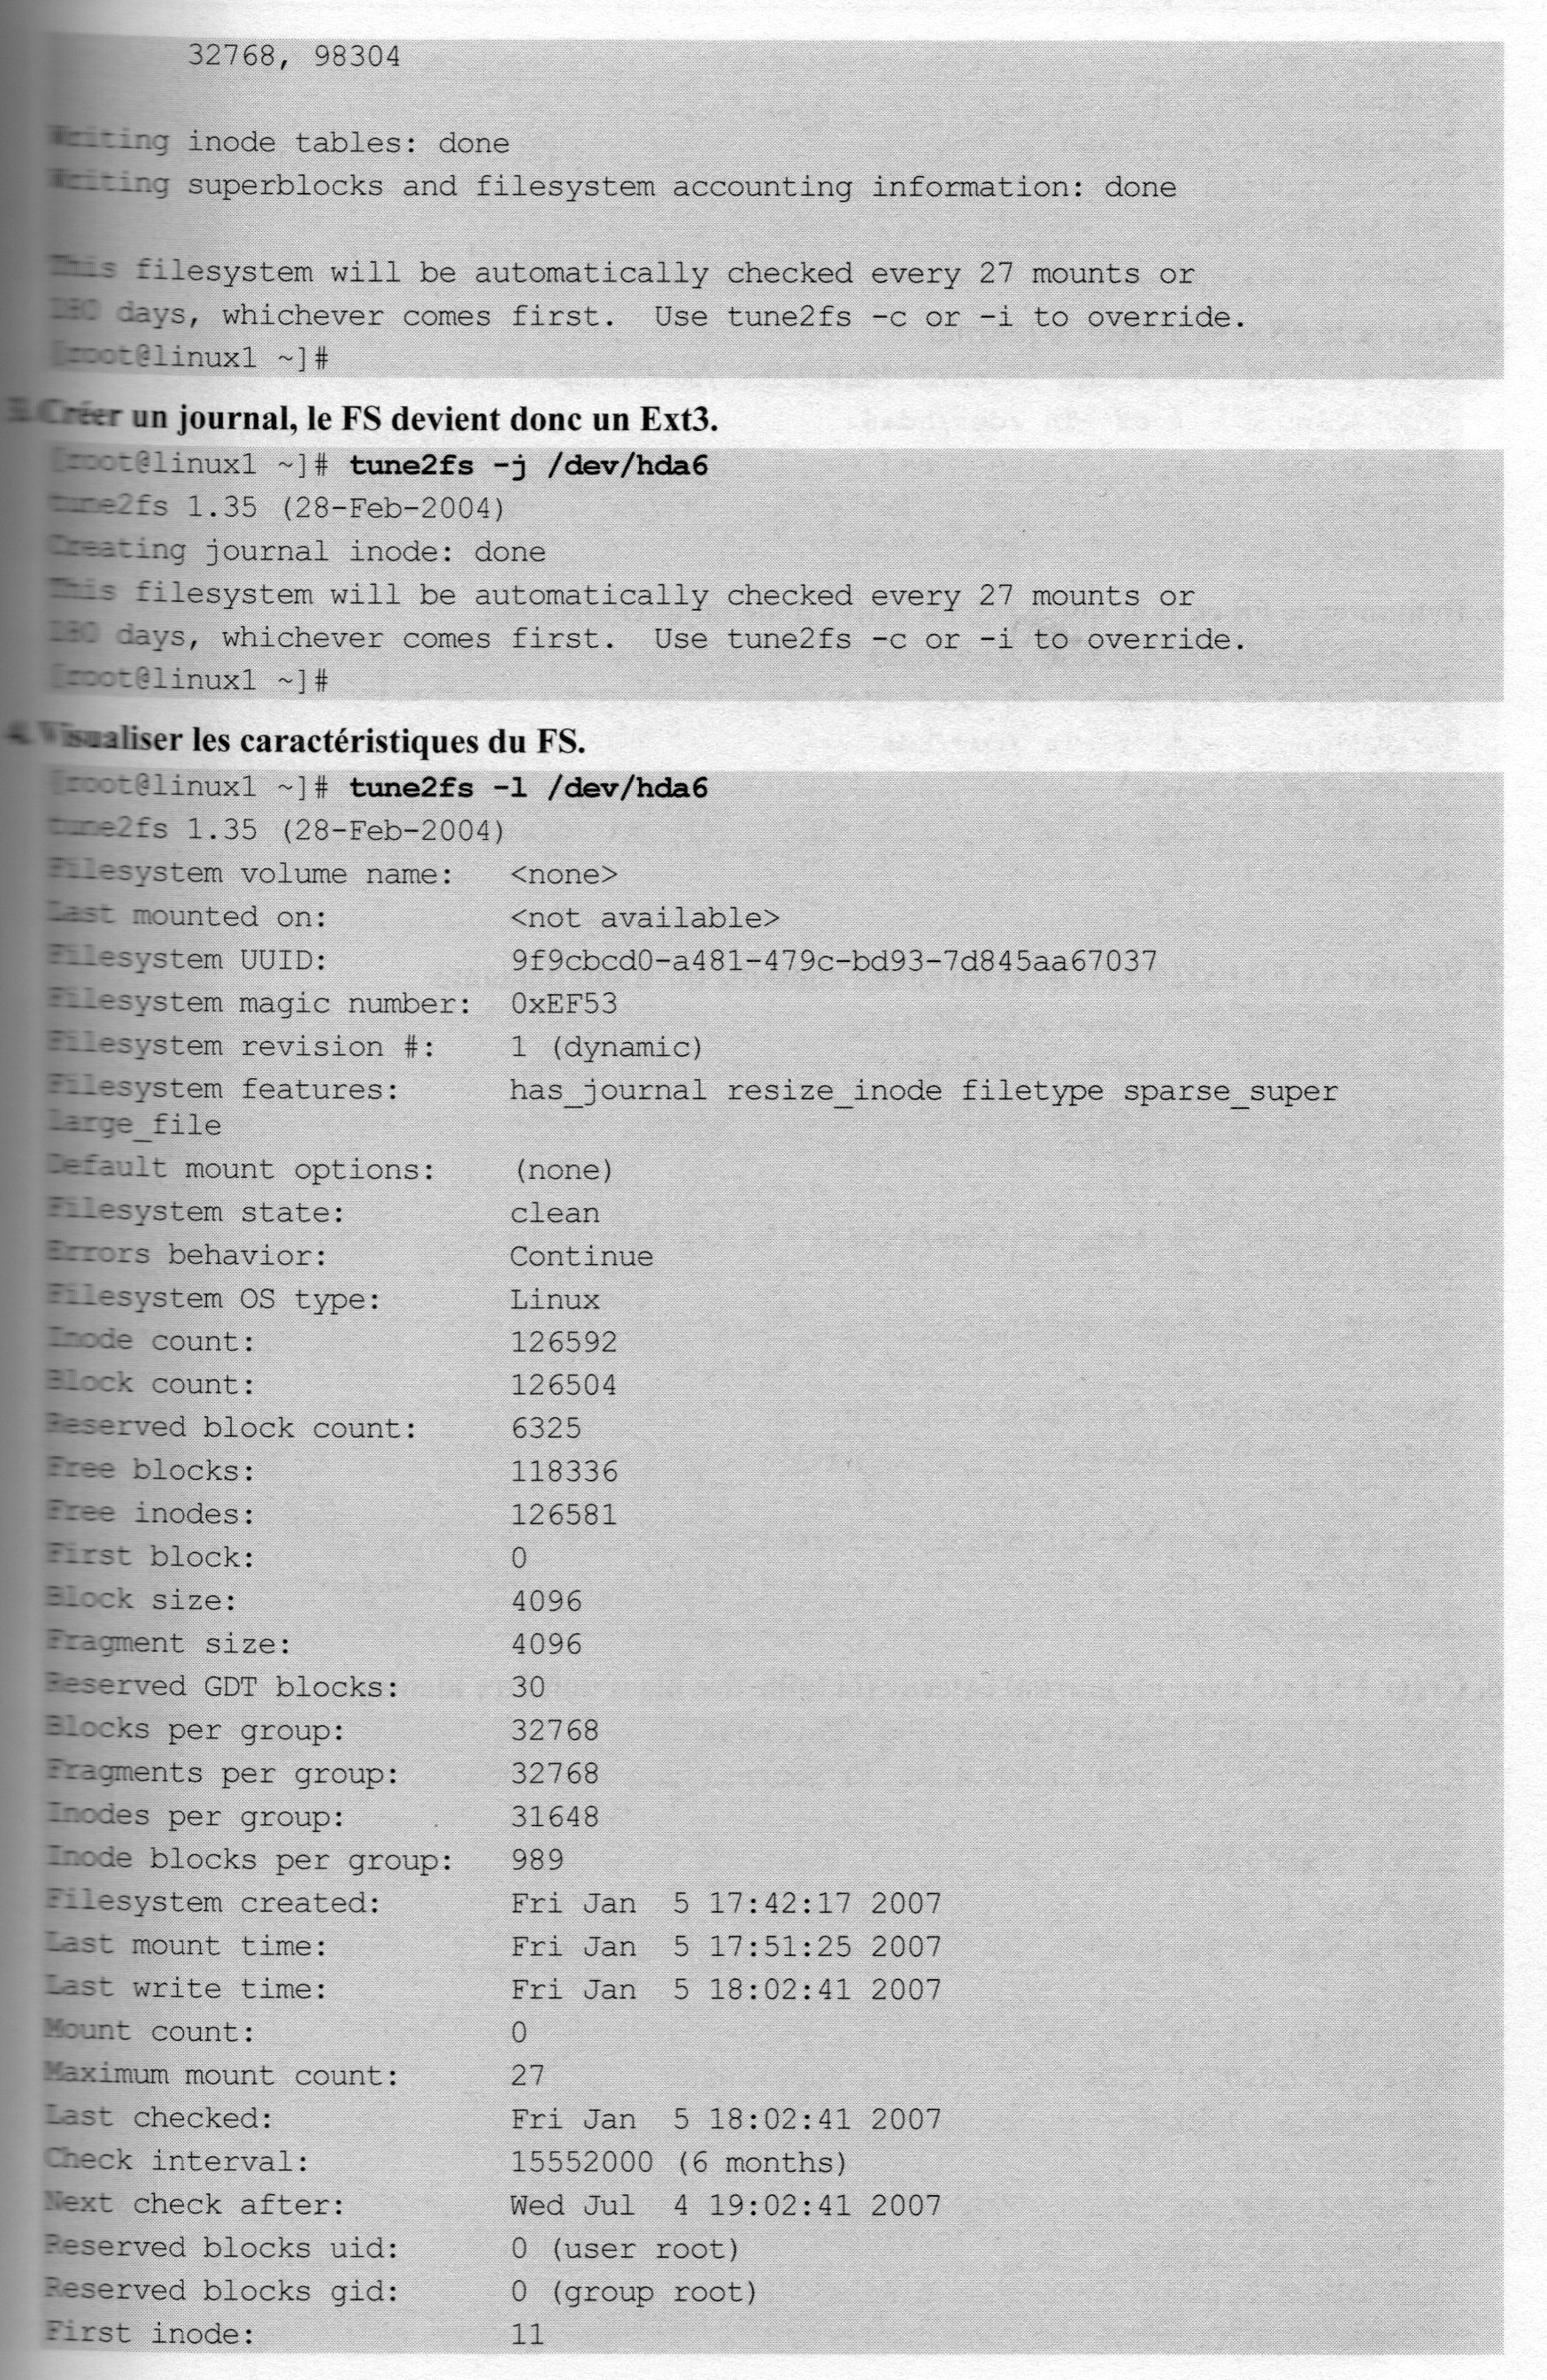 32768, 98304
Writing inode tables: done
Writing superblocks and filesystem accounting information: done
This filesystem will be automatically checked every 27 mounts or
180 days, whichever comes first.  Use tune2fs -c or -i to override.
[root@linux1 ~]#
3. Créer un journal, le FS devient donc un Ext3.
[root@linux1 ~]# tune2fs -j /dev/hda6
tune2fs 1.35 (28-Feb-2004)
Creating journal inode: done
This filesystem will be automatically checked every 27 mounts or
180 days, whichever comes first.  Use tune2fs -c or -i to override.
[root@linux1 ~]#
4. Visualiser les caractéristiques du FS.
[root@linux1 ~]# tune2fs -l /dev/hda6
tune2fs 1.35 (28-Feb-2004)
Filesystem volume name:   <none>
Last mounted on:          <not available>
Filesystem UUID:          9f9cbcd0-a481-479c-bd93-7d845aa67037
Filesystem magic number:  0xEF53
Filesystem revision #:    1 (dynamic)
Filesystem features:      has_journal resize_inode filetype sparse_super
large_file
Default mount options:    (none)
Filesystem state:         clean
Errors behavior:          Continue
Filesystem OS type:       Linux
Inode count:              126592
Block count:              126504
Reserved block count:     6325
Free blocks:              118336
Free inodes:              126581
First block:              0
Block size:               4096
Fragment size:            4096
Reserved GDT blocks:      30
Blocks per group:         32768
Fragments per group:      32768
Inodes per group:         31648
Inode blocks per group:   989
Filesystem created:       Fri Jan  5 17:42:17 2007
Last mount time:          Fri Jan  5 17:51:25 2007
Last write time:          Fri Jan  5 18:02:41 2007
Mount count:              0
Maximum mount count:      27
Last checked:             Fri Jan  5 18:02:41 2007
Check interval:           15552000 (6 months)
Next check after:         Wed Jul  4 19:02:41 2007
Reserved blocks uid:      0 (user root)
Reserved blocks gid:      0 (group root)
First inode:              11